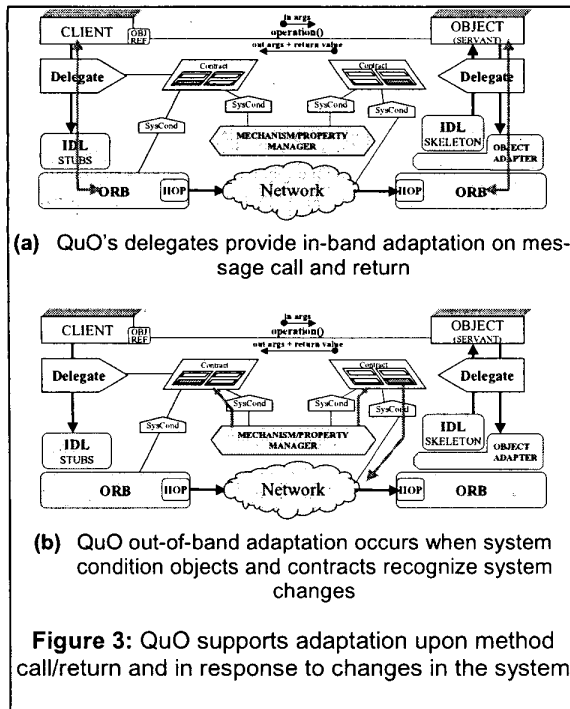 in args
CLIENT
OBJ REF
operation()
OBJECT
(SERVANT)
out args + return value
Delegate
Contract
Contract
Delegate
SysCond
SysCond
SysCond
SysCond
IDL
STUBS
MECHANISM/PROPERTY MANAGER
IDL
SKELETON
OBJECT ADAPTER
ORB
IIOP
Network
IIOP
ORB
(a) QuO's delegates provide in-band adaptation on mes-
sage call and return
in args
CLIENT
OBJ REF
operation()
OBJECT
(SERVANT)
out args + return value
Delegate
Contract
Contract
Delegate
SysCond
SysCond
SysCond
SysCond
IDL
STUBS
MECHANISM/PROPERTY MANAGER
IDL
SKELETON
OBJECT ADAPTER
ORB
IIOP
Network
IIOP
ORB
(b) QuO out-of-band adaptation occurs when system
condition objects and contracts recognize system
changes
Figure 3: QuO supports adaptation upon method
call/return and in response to changes in the system